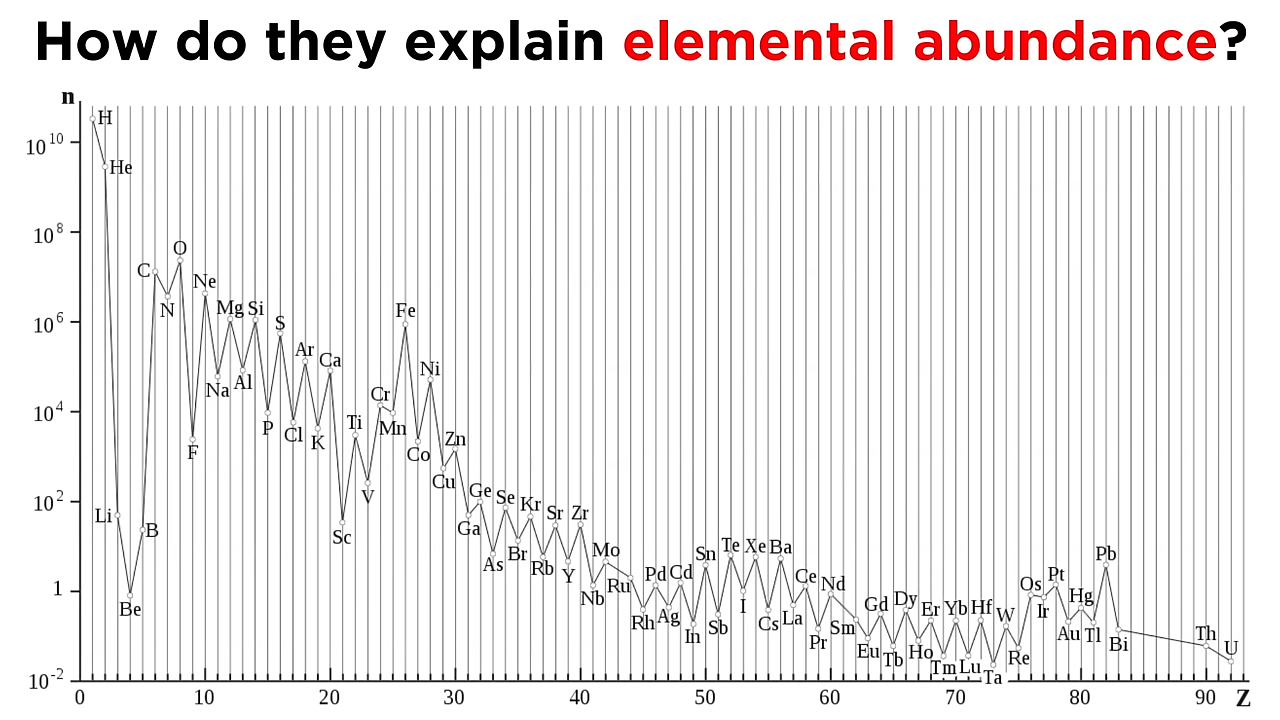 How do they explain elemental abundance?
n
H
10^10
He
10^8
O
C
Ne
N
Mg Si
Fe
10^6
S
Ar
Ca
Ni
Na
Al
Cr
10^4
Ti
P
Cl
K
Mn
Zn
F
Co
Cu
V
Ge
Se
Kr
10^2
Li
B
Sc
Ga
Sr
Zr
As
Br
Rb
Y
Mo
Sn
Te
Xe
Ba
Pb
1
Be
Nb
Ru
Pd
Cd
Ce
Nd
Os
Pt
Rh
Ag
In
Sb
I
Cs
La
Pr
Sm
Gd
Dy
Er
Yb
Hf
W
Ir
Hg
Au
Tl
Bi
Th
U
Eu
Tb
Ho
Tm
Lu
Ta
Re
10^-2
0 10 20 30 40 50 60 70 80 90 Z